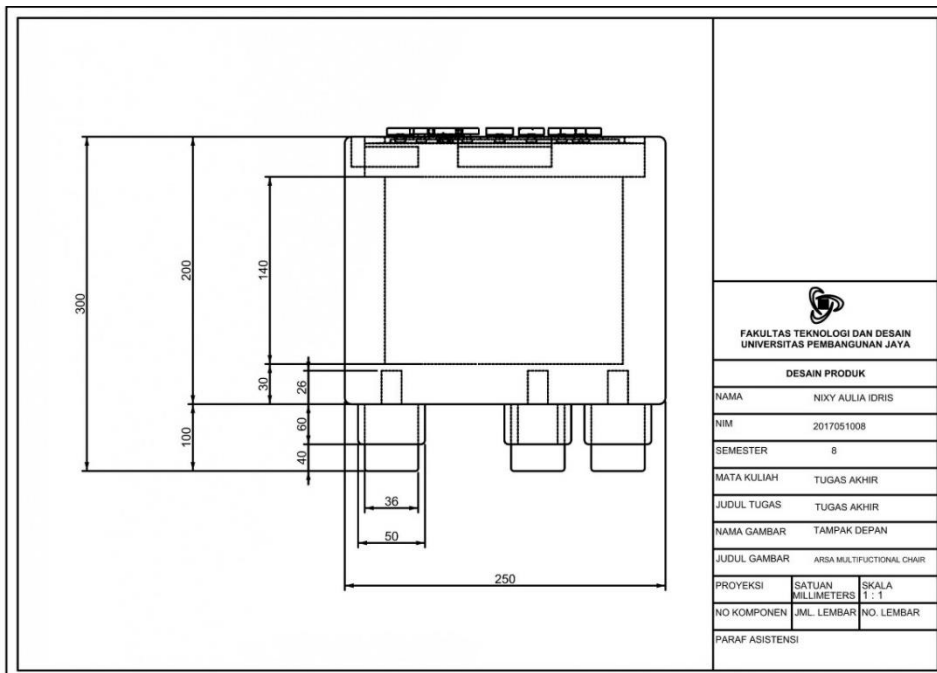 300
200
140
30
26
100
60
40
36
50
250
FAKULTAS TEKNOLOGI DAN DESAIN
UNIVERSITAS PEMBANGUNAN JAYA
DESAIN PRODUK
NAMA NIXY AULIA IDRIS
NIM 2017051008
SEMESTER 8
MATA KULIAH TUGAS AKHIR
JUDUL TUGAS TUGAS AKHIR
NAMA GAMBAR TAMPAK DEPAN
JUDUL GAMBAR ARSA MULTIFUCTIONAL CHAIR
PROYEKSI SATUAN MILLIMETERS SKALA 1 : 1
NO KOMPONEN JML. LEMBAR NO. LEMBAR
PARAF ASISTENSI